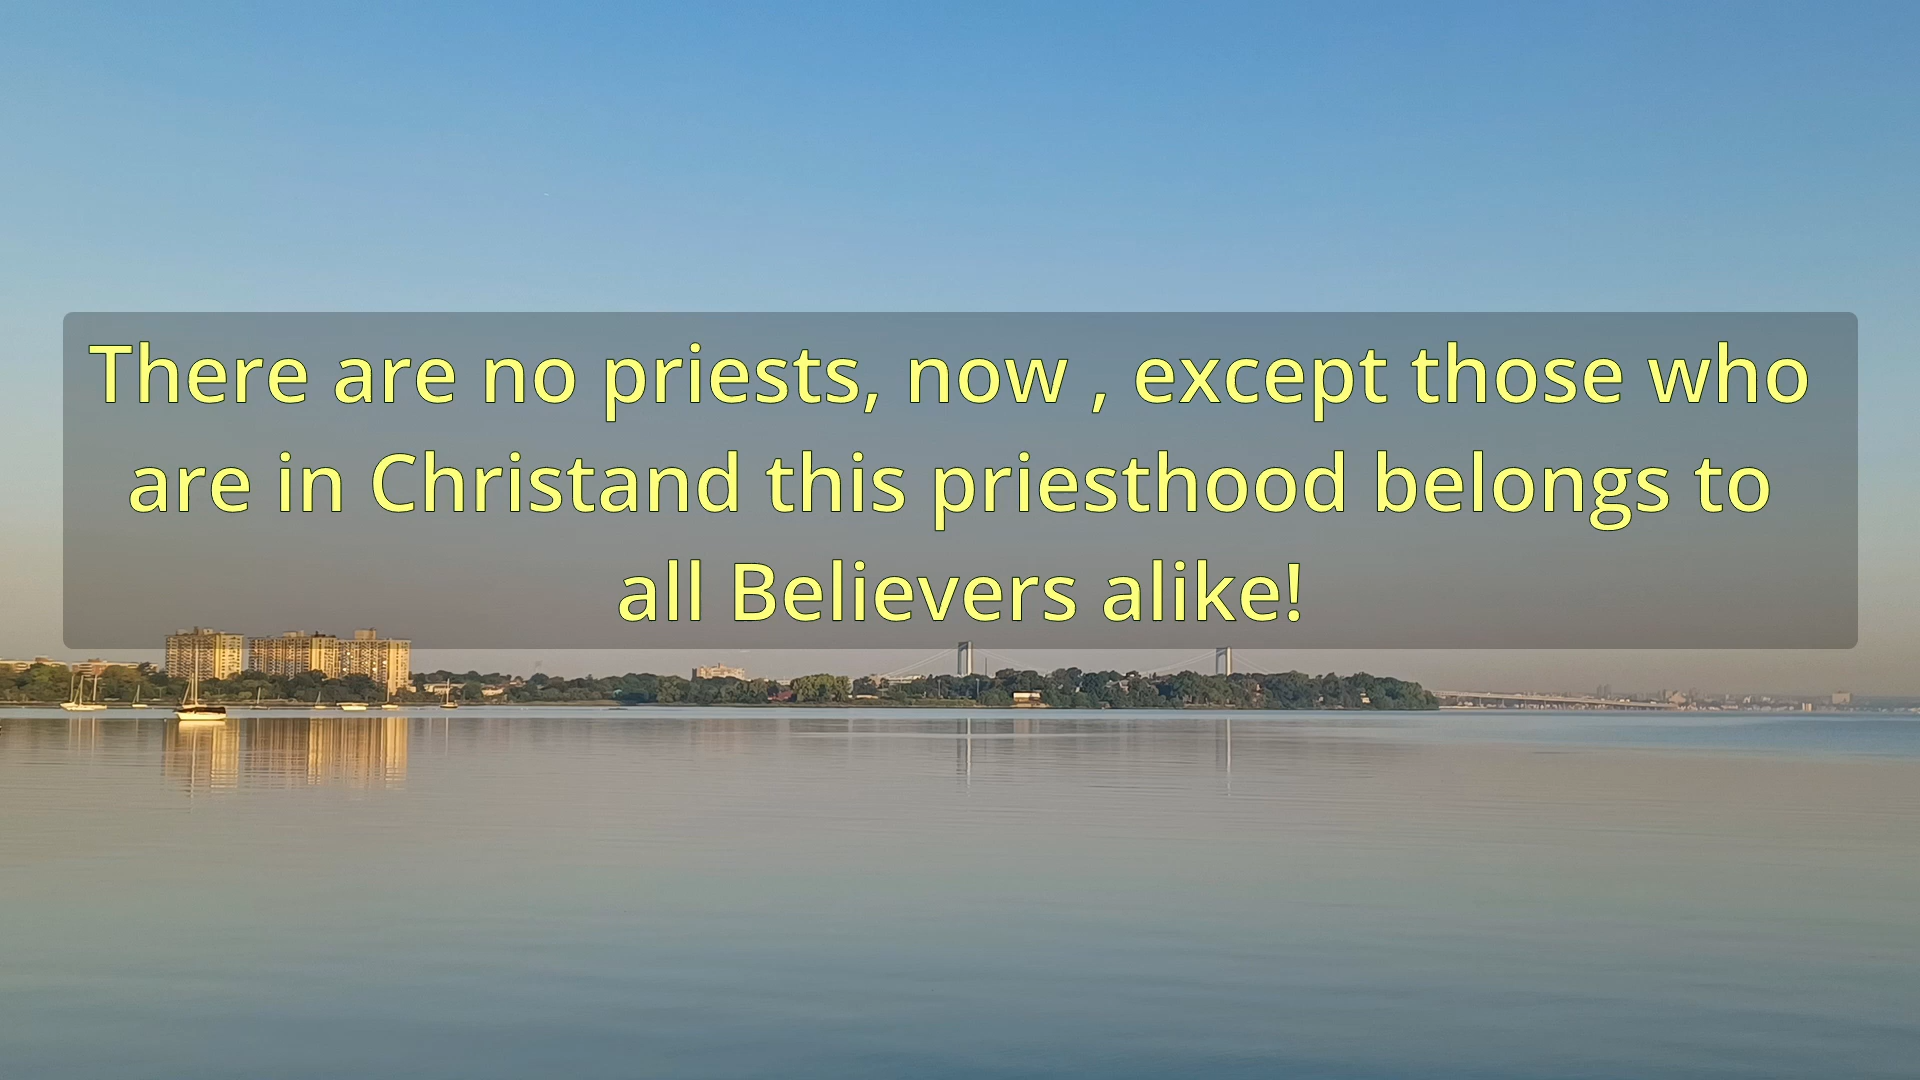 There are no priests, now , except those who
are in Christand this priesthood belongs to
all Believers alike!